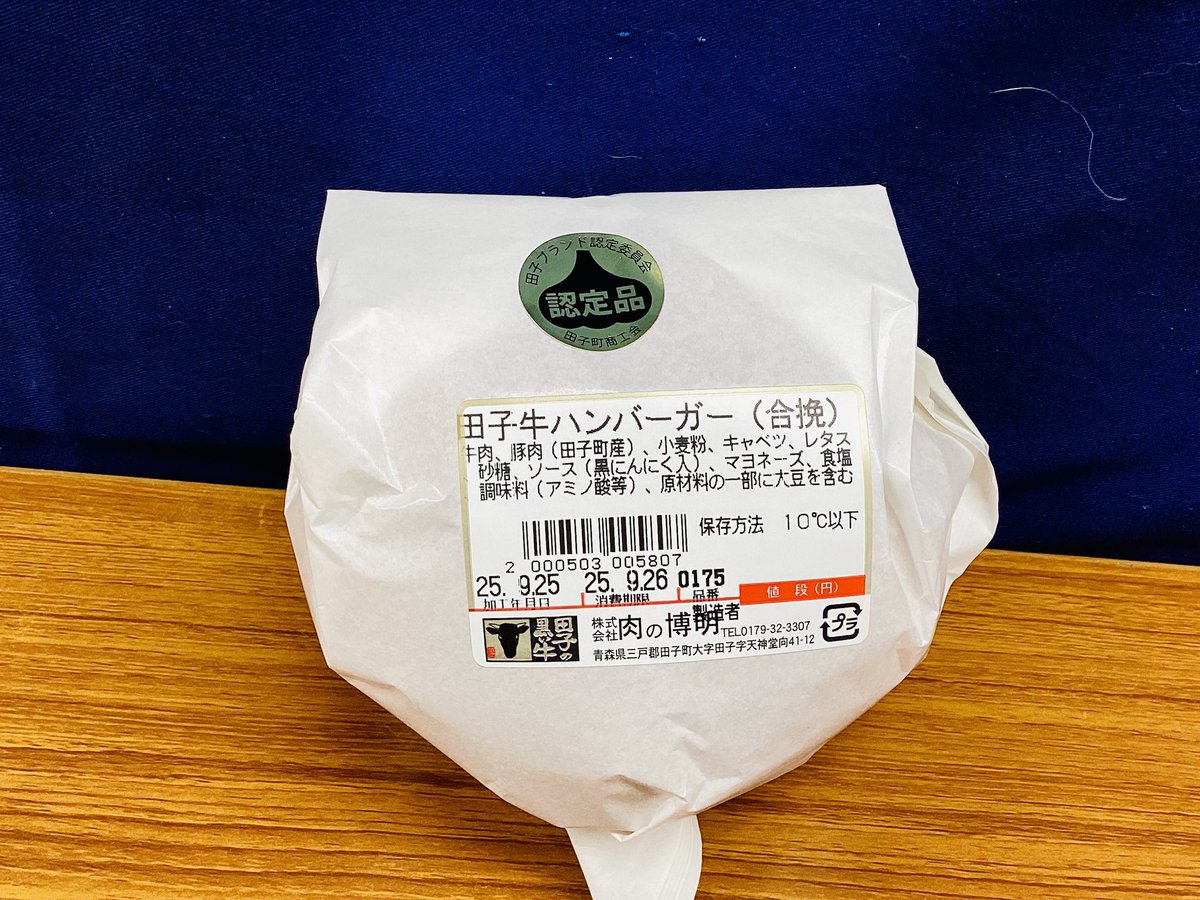 田子ブランド認定委員会
認定品
田子町商工会
田子牛ハンバーガー（合挽）
牛肉、豚肉（田子町産）、小麦粉、キャベツ、レタス
砂糖、ソース（黒にんにく入）、マヨネーズ、食塩
調味料（アミノ酸等）、原材料の一部に大豆を含む
保存方法 10℃以下
2 000503 005807
25. 9.25 25. 9.26 0175
加工年月日 消費期限 品番 値段（円）
製造者
田子の黒牛
株式会社 肉の博明 TEL0179-32-3307
青森県三戸郡田子町大字田子字天神堂向41-12
プラ